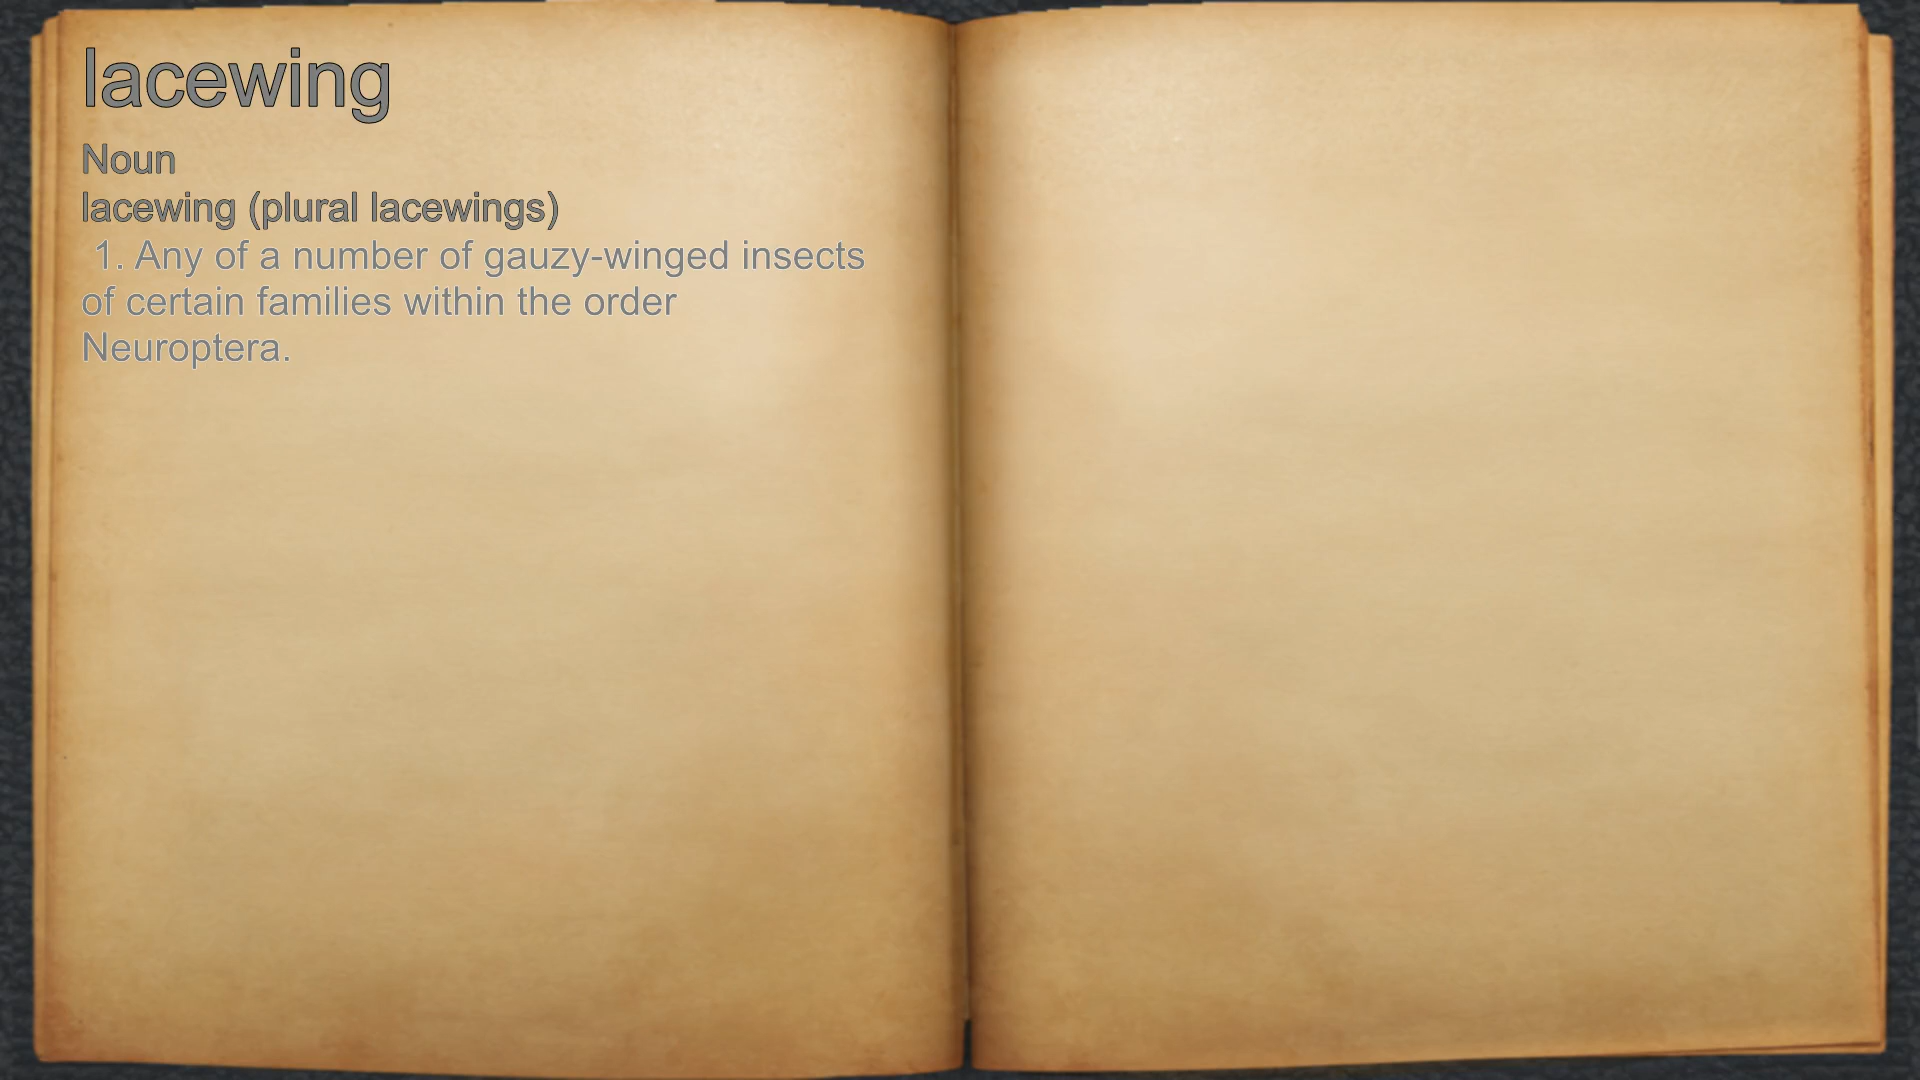 lacewing
Noun
lacewing (plural lacewings)
1. Any of a number of gauzy-winged insects
of certain families within the order
Neuroptera.